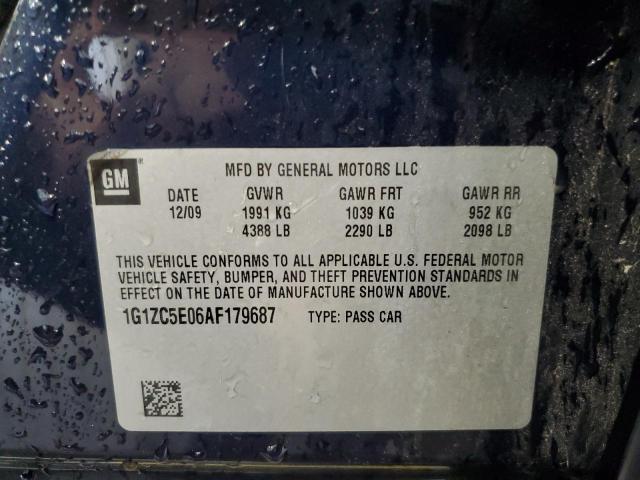 GM
MFD BY GENERAL MOTORS LLC
DATE GVWR GAWR FRT GAWR RR
12/09 1991 KG 1039 KG 952 KG
4388 LB 2290 LB 2098 LB
THIS VEHICLE CONFORMS TO ALL APPLICABLE U.S. FEDERAL MOTOR
VEHICLE SAFETY, BUMPER, AND THEFT PREVENTION STANDARDS IN
EFFECT ON THE DATE OF MANUFACTURE SHOWN ABOVE.
1G1ZC5E06AF179687 TYPE: PASS CAR